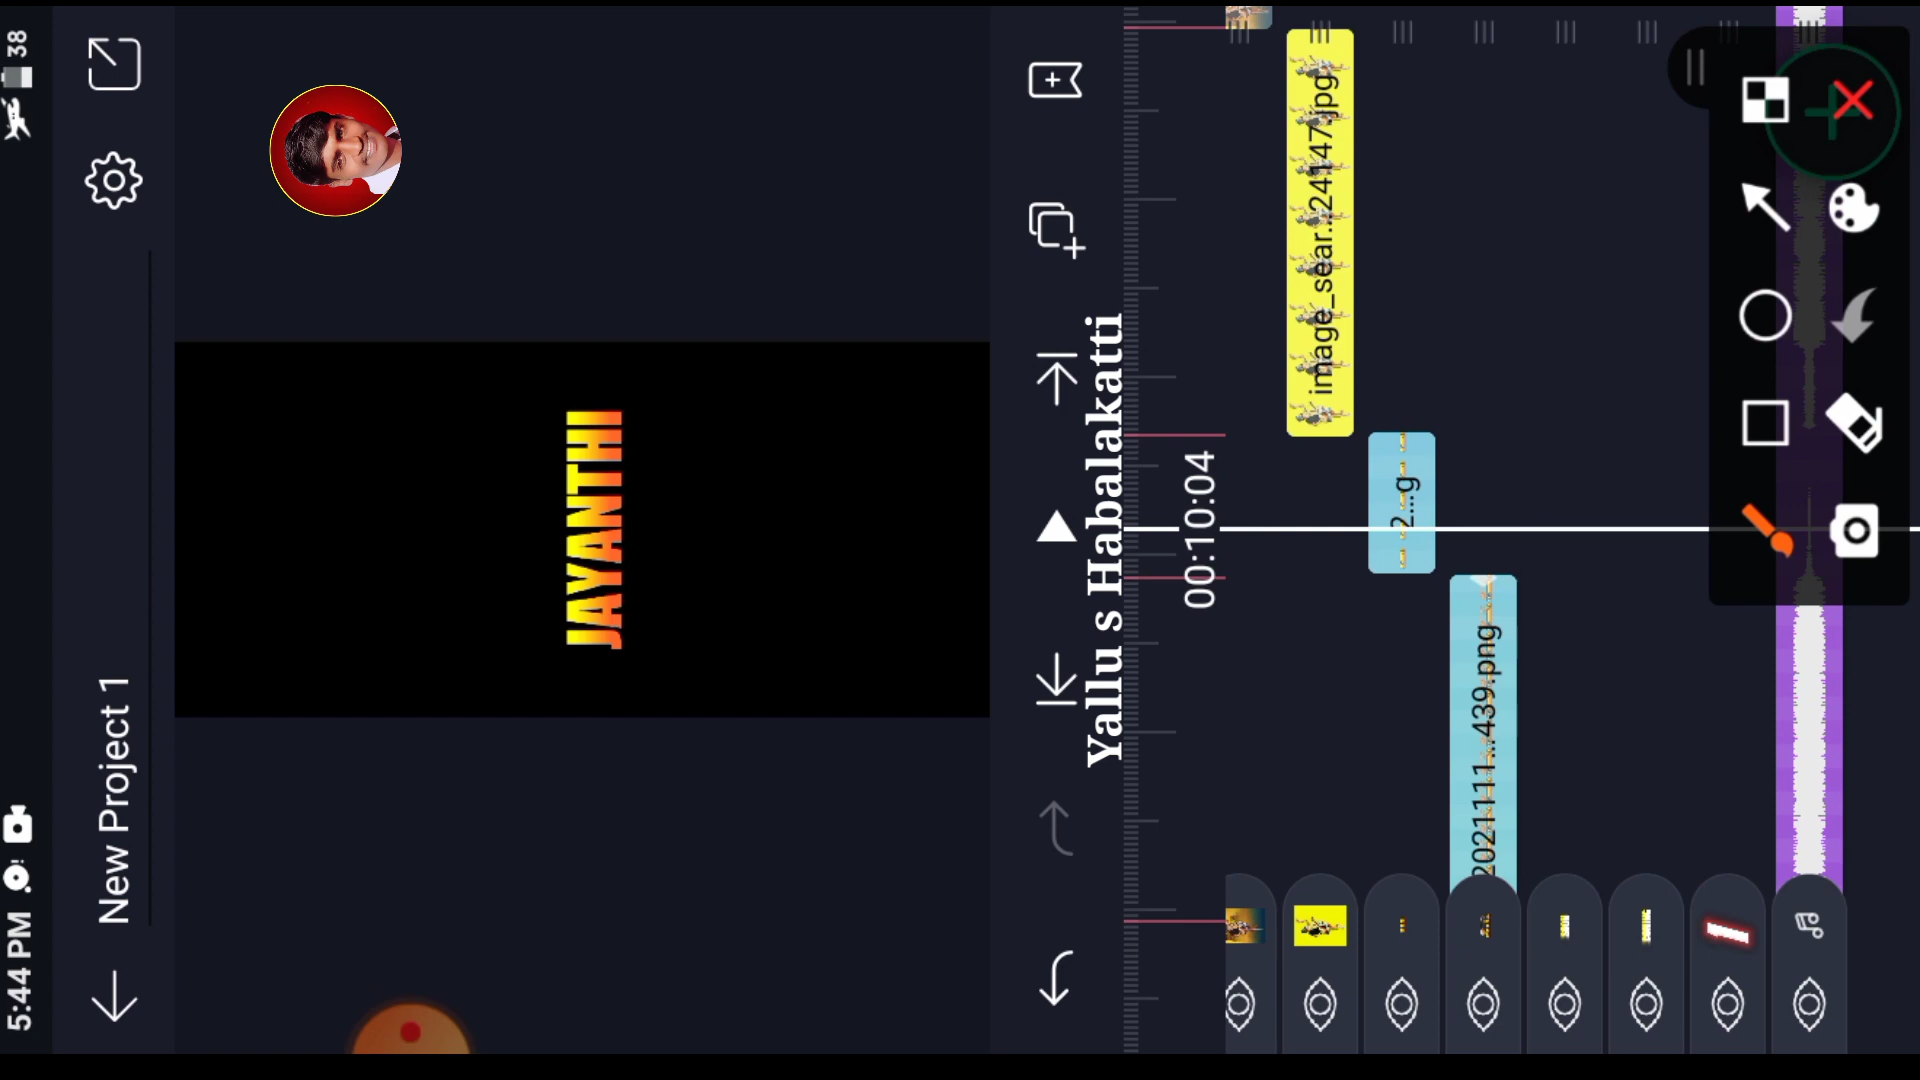 5:44 PM
38
New Project 1
JAYANTHI
Yallu s Habalakatti
00:10:04
image_sear...24147.jpg
2...g
2021111...439.png